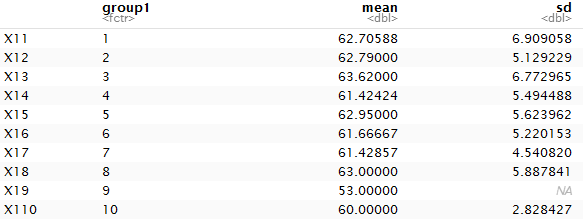 group1 mean sd
<fctr> <dbl> <dbl>
X11 1 62.70588 6.909058
X12 2 62.79000 5.129229
X13 3 63.62000 6.772965
X14 4 61.42424 5.494488
X15 5 62.95000 5.623962
X16 6 61.66667 5.220153
X17 7 61.42857 4.540820
X18 8 63.00000 5.887841
X19 9 53.00000 NA
X110 10 60.00000 2.828427